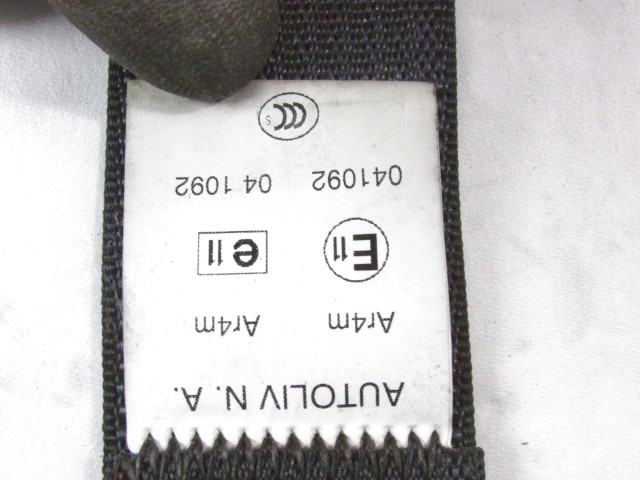 AUTOLIV N. A.
Ar4m Ar4m
E11 e11
041092 04 1092
CCC S